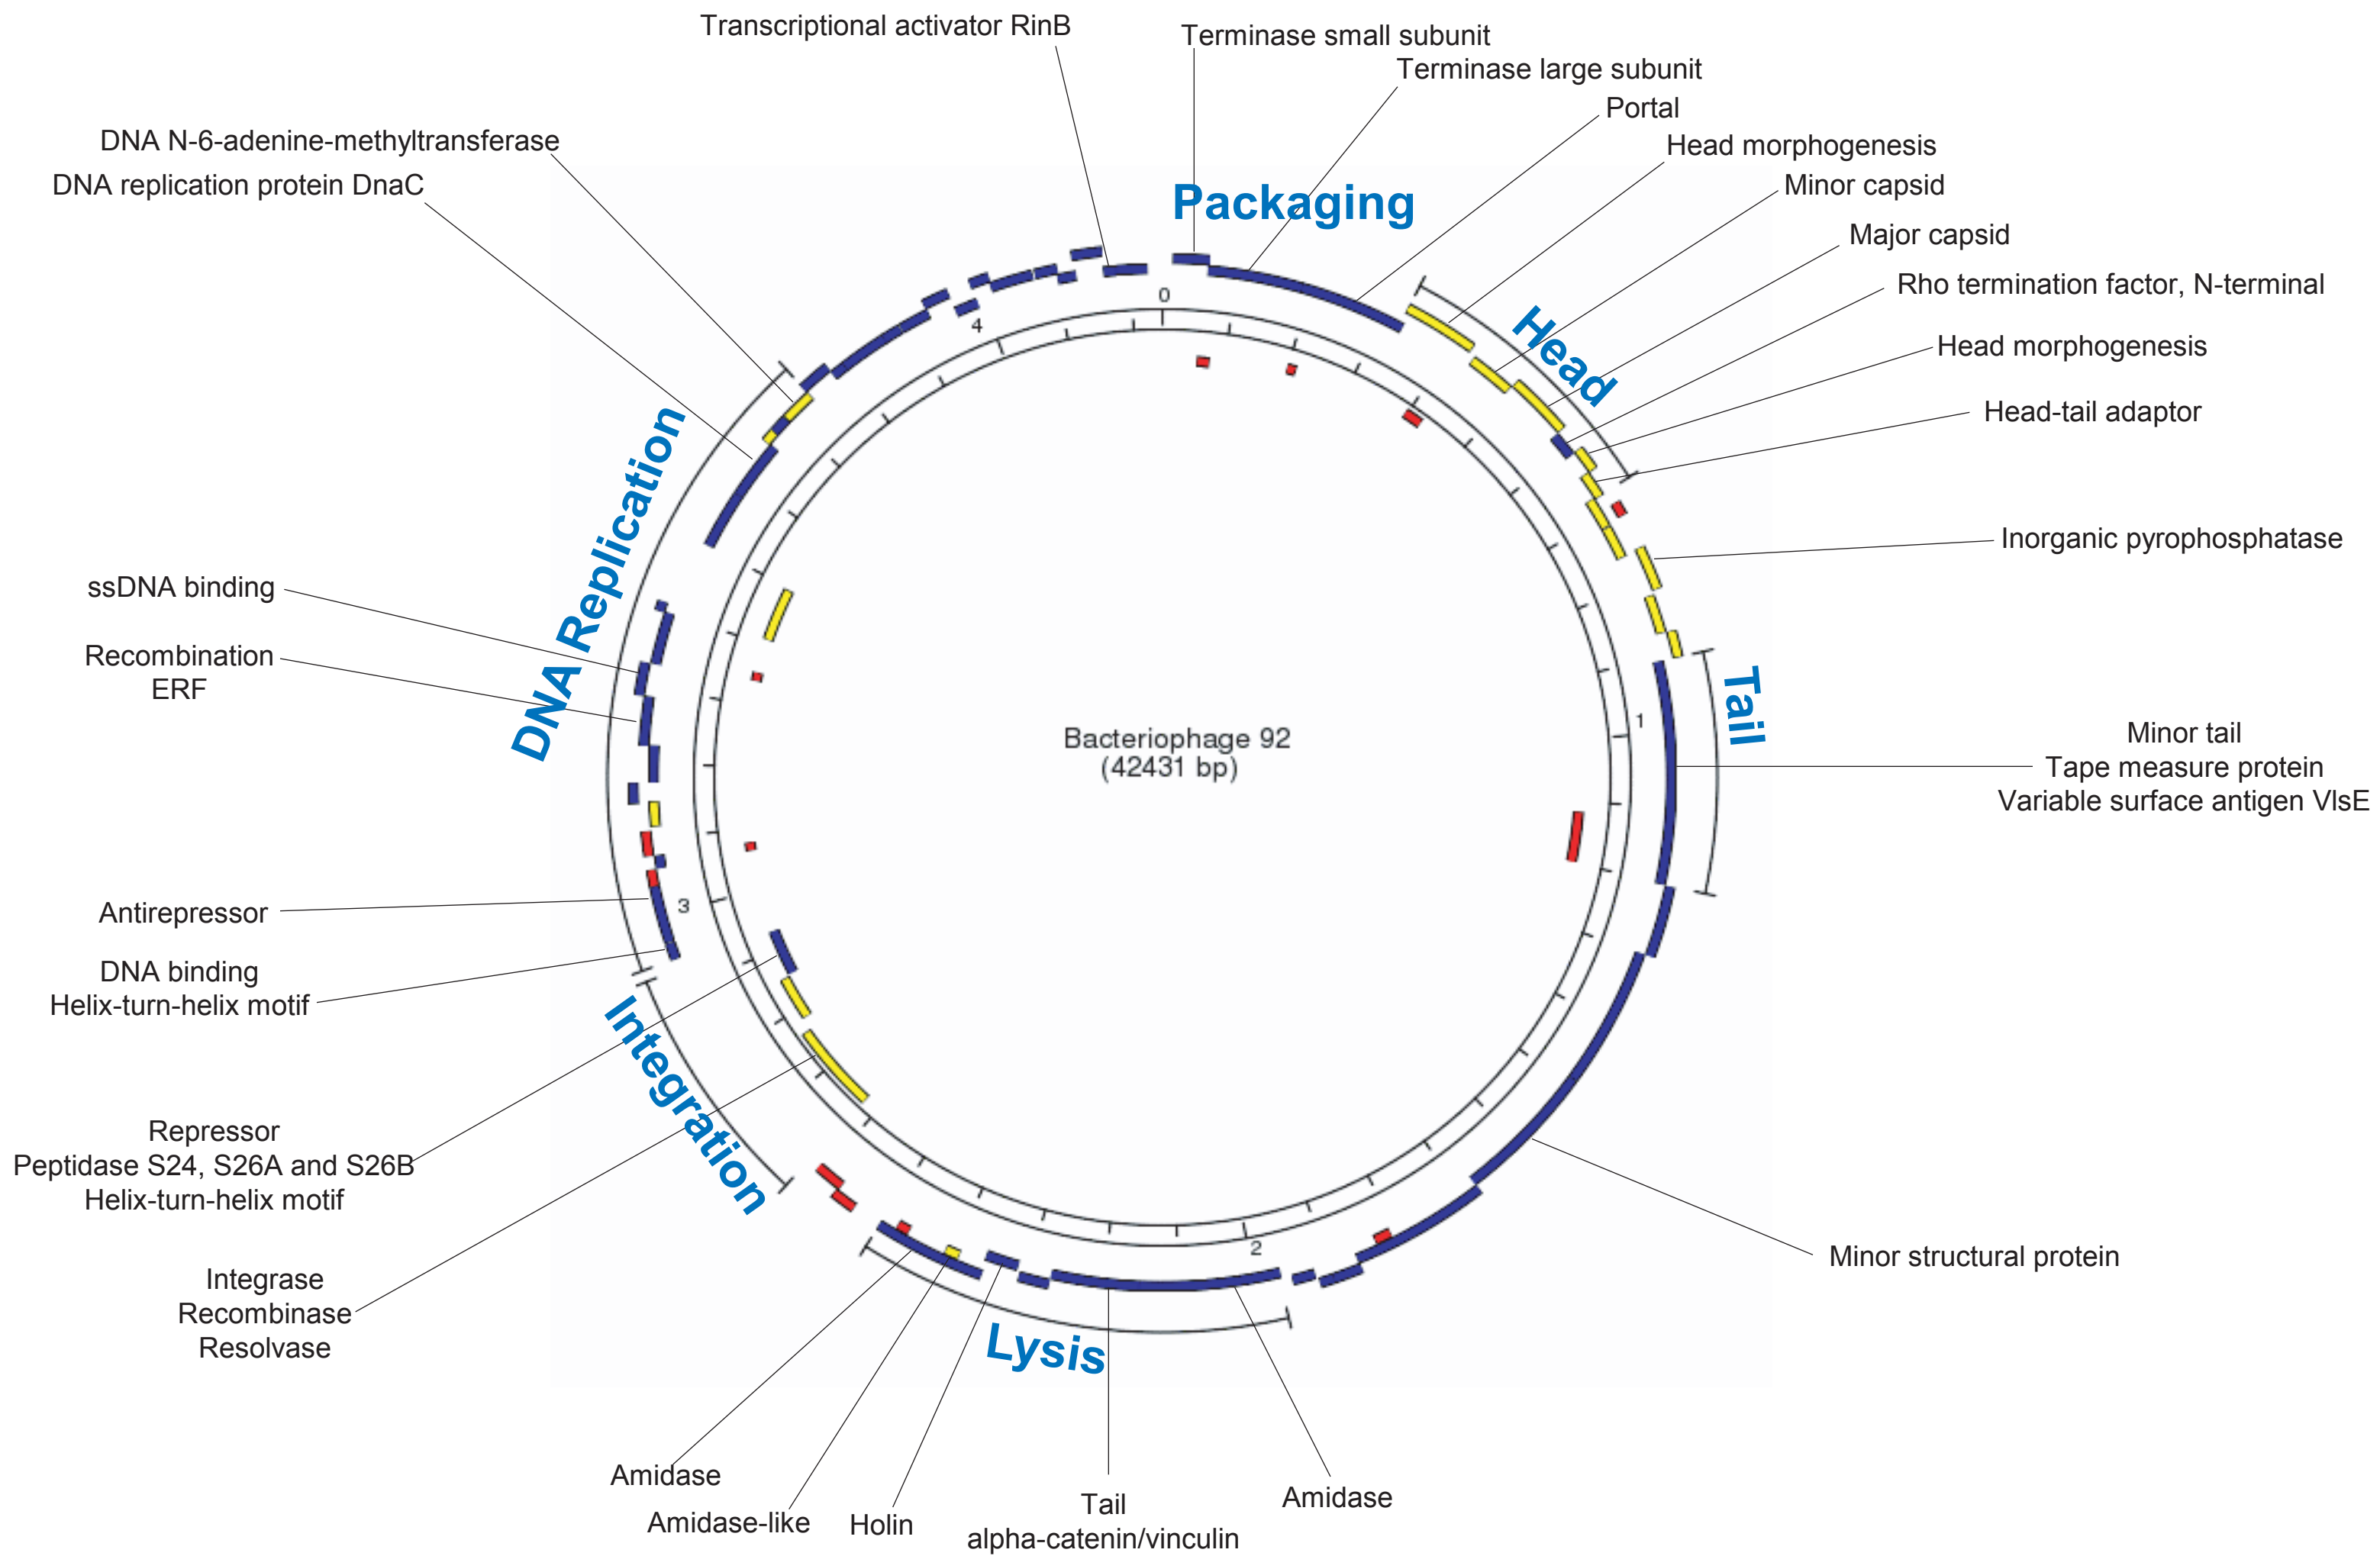 Transcriptional activator RinB
Terminase small subunit
Terminase large subunit
Portal
Head morphogenesis
Minor capsid
Major capsid
Rho termination factor, N-terminal
Head morphogenesis
Head-tail adaptor
Inorganic pyrophosphatase
Minor tail
Tape measure protein
Variable surface antigen VlsE
Minor structural protein
Amidase
Tail
alpha-catenin/vinculin
Holin
Amidase-like
Amidase
Integrase
Recombinase
Resolvase
Repressor
Peptidase S24, S26A and S26B
Helix-turn-helix motif
DNA binding
Helix-turn-helix motif
Antirepressor
Recombination
ERF
ssDNA binding
DNA replication protein DnaC
DNA N-6-adenine-methyltransferase
Packaging
Head
Tail
Lysis
Integration
DNA Replication
0
1
2
3
4
Bacteriophage 92
(42431 bp)